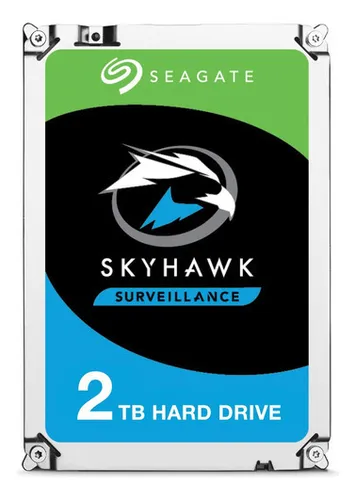 SEAGATE
SKYHAWK
SURVEILLANCE
2 TB HARD DRIVE